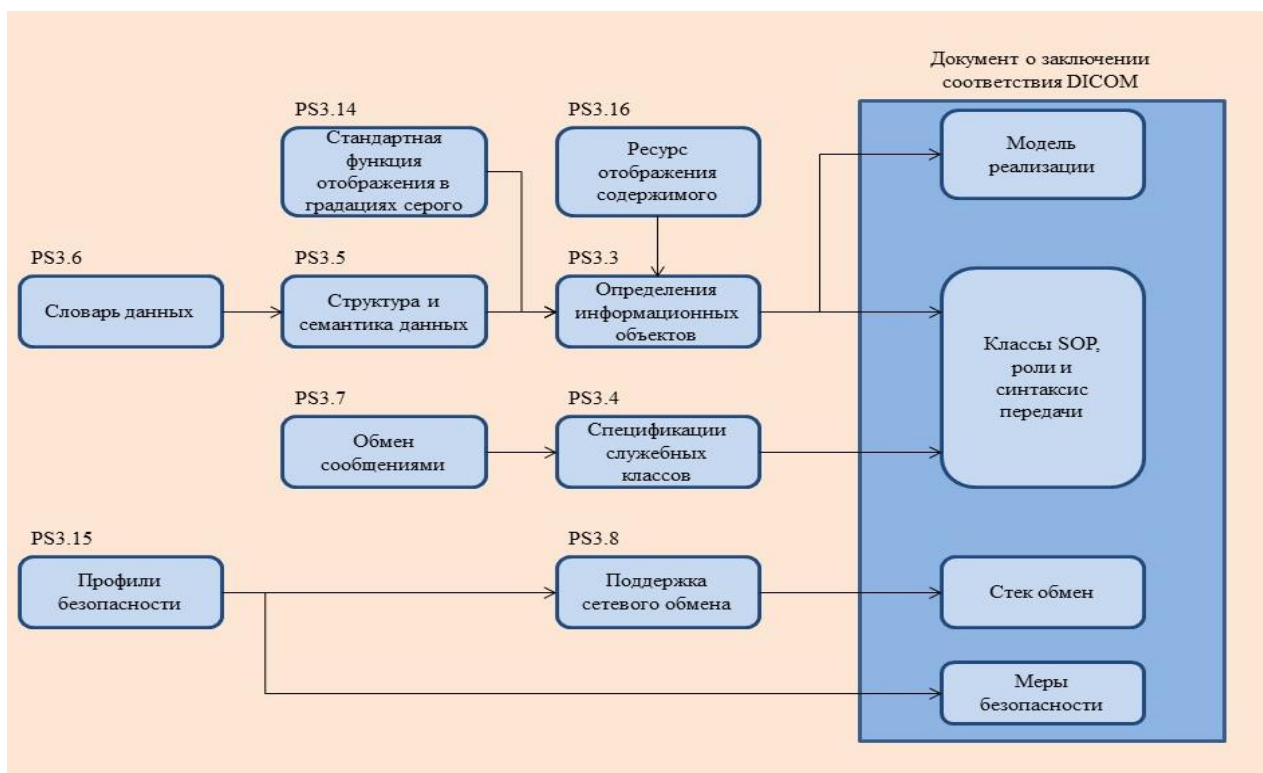 Документ о заключении
соответствия DICOM
PS3.14
Стандартная
функция
отображения в
градациях серого
PS3.16
Ресурс
отображения
содержимого
Модель
реализации
PS3.6
Словарь данных
PS3.5
Структура и
семантика данных
PS3.3
Определения
информационных
объектов
Классы SOP,
роли и
синтаксис
передачи
PS3.7
Обмен
сообщениями
PS3.4
Спецификации
служебных
классов
PS3.15
Профили
безопасности
PS3.8
Поддержка
сетевого обмена
Стек обмен
Меры
безопасности